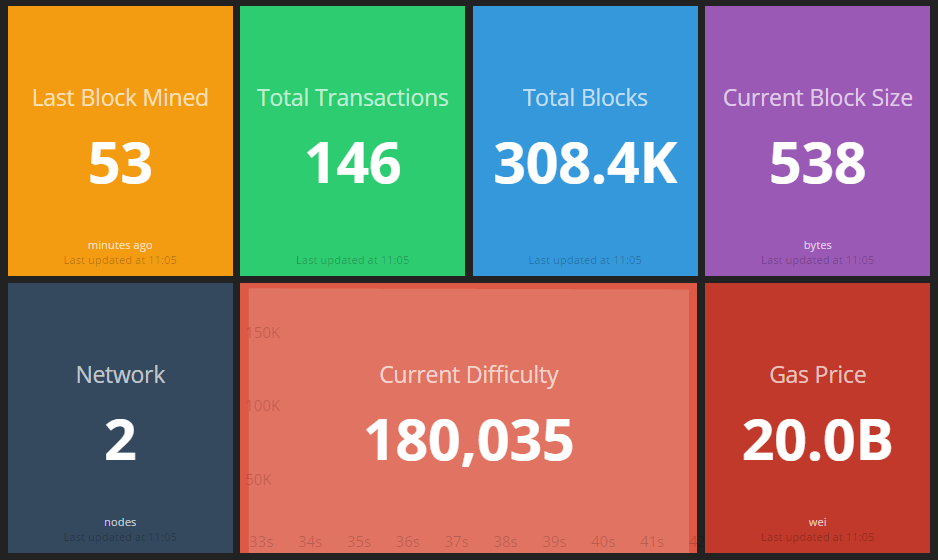 Last Block Mined
53
minutes ago
Last updated at 11:05
Total Transactions
146
Last updated at 11:05
Total Blocks
308.4K
Last updated at 11:05
Current Block Size
538
bytes
Last updated at 11:05
Network
2
nodes
Last updated at 11:05
150K
Current Difficulty
100K
180,035
50K
33s 34s 35s 36s 37s 38s 39s 40s 41s
Gas Price
20.0B
wei
Last updated at 11:05